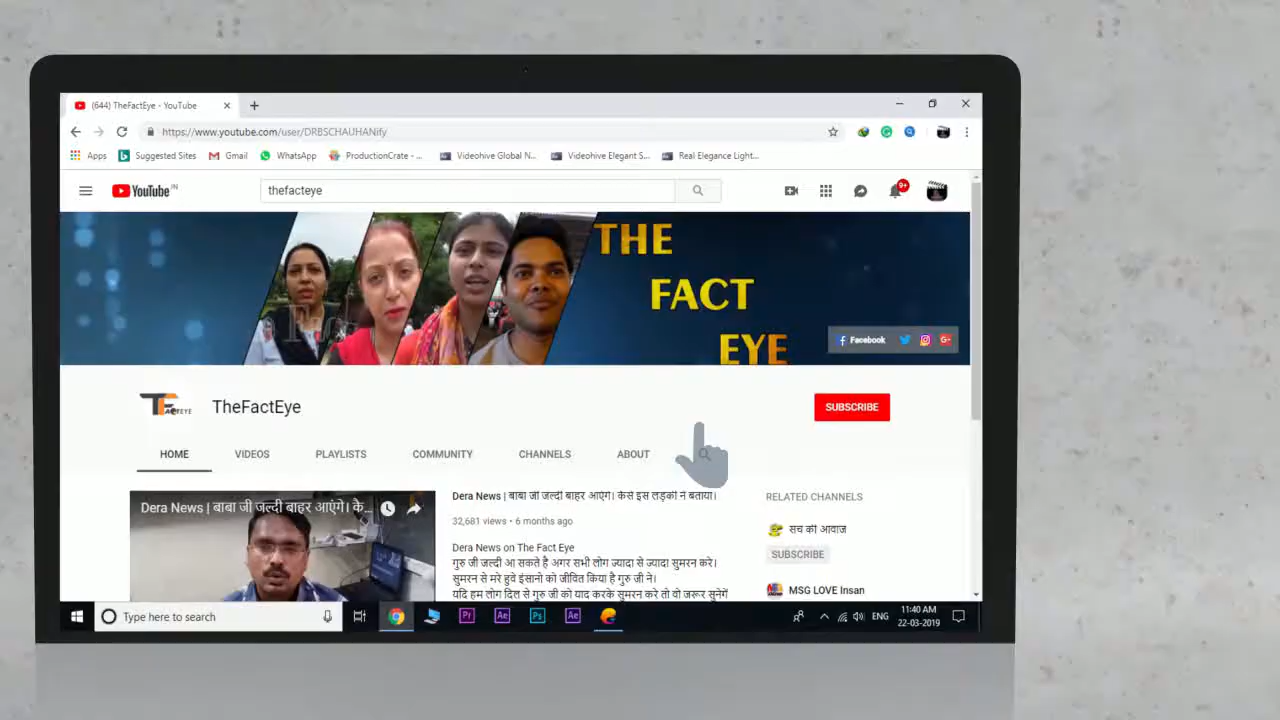 (644) TheFactEye - YouTube
https://www.youtube.com/user/DRBSCHAUHANify
Apps Suggested Sites Gmail WhatsApp ProductionCrate - ... Videohive Global N... Videohive Elegant S... Real Elegance Light...
YouTube IN
thefacteye
9+
THE
FACT
EYE
Facebook
TheFactEye
SUBSCRIBE
HOME VIDEOS PLAYLISTS COMMUNITY CHANNELS ABOUT
Dera News | बाबा जी जल्दी बाहर आएंगे। के...
Dera News | बाबा जी जल्दी बाहर आएंगे। कैसे इस लड़की ने बताया।
32,681 views • 6 months ago
Dera News on The Fact Eye
गुरु जी जल्दी आ सकते है अगर सभी लोग ज्यादा से ज्यादा सुमरन करे।
सुमरन से मरे हुवे इंसानो को जीवित किया है गुरु जी ने।
यदि हम लोग दिल से गुरु जी को याद करके सुमरन करे तो वो जरूर सुनेगें
RELATED CHANNELS
सच की आवाज
SUBSCRIBE
MSG LOVE Insan
Type here to search
Pr Ae Ps Ae
ENG
11:40 AM
22-03-2019